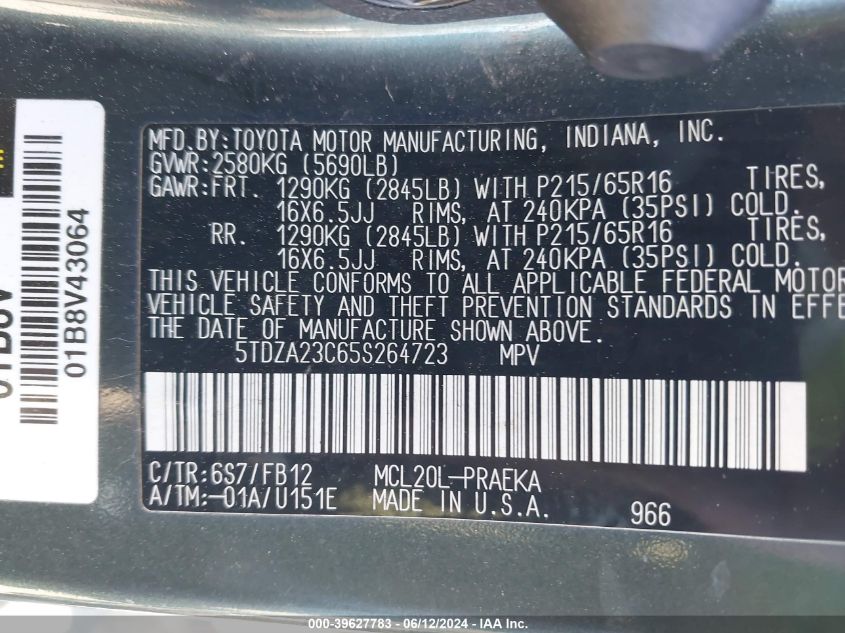 MFD.BY:TOYOTA MOTOR MANUFACTURING, INDIANA, INC.
GVWR:2580KG (5690LB)
GAWR:FRT. 1290KG (2845LB) WITH P215/65R16 TIRES,
16X6.5JJ RIMS, AT 240KPA (35PSI) COLD.
RR. 1290KG (2845LB) WITH P215/65R16 TIRES,
16X6.5JJ RIMS, AT 240KPA (35PSI) COLD.
THIS VEHICLE CONFORMS TO ALL APPLICABLE FEDERAL MOTOR
VEHICLE SAFETY AND THEFT PREVENTION STANDARDS IN EFFE
THE DATE OF MANUFACTURE SHOWN ABOVE.
5TDZA23C65S264723 MPV
C/TR:6S7/FB12 MCL20L-PRAEKA
A/TM:-01A/U151E MADE IN U.S.A. 966
01B8V43064
000-39627783 - 06/12/2024 - IAA Inc.